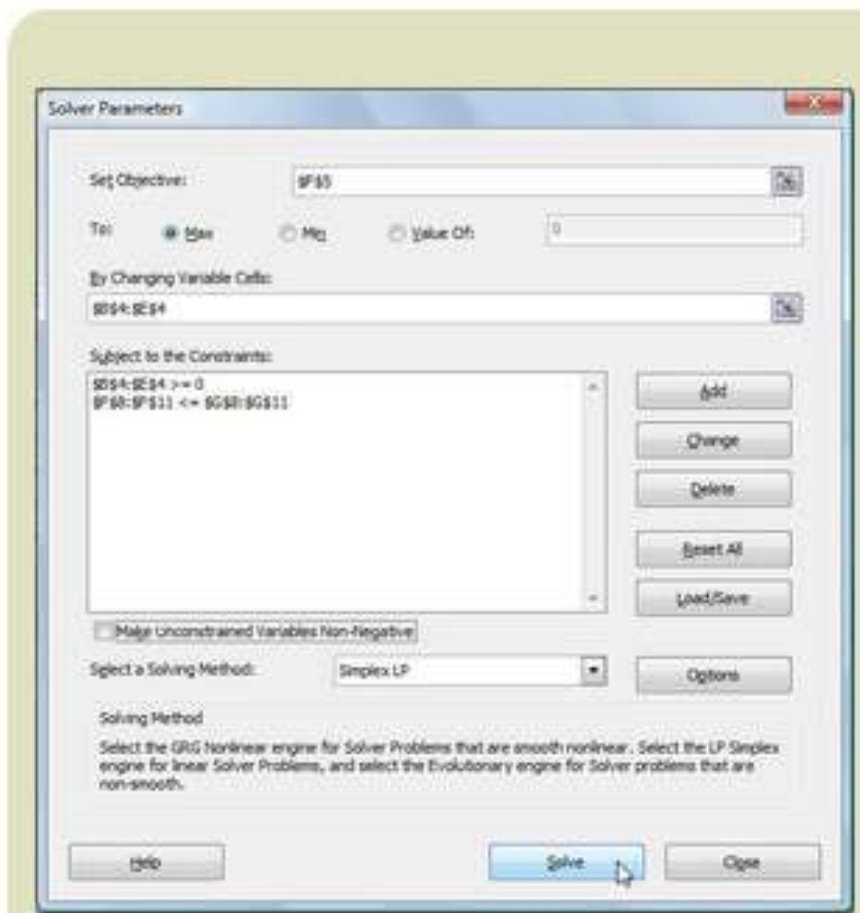 Solver Parameters
Set Objective: $F$5
To: Max Min Value Of: 0
By Changing Variable Cells:
$B$4:$E$4
Subject to the Constraints:
$B$4:$E$4 >= 0
$F$8:$F$11 <= $G$8:$G$11
Add
Change
Delete
Reset All
Load/Save
Make Unconstrained Variables Non-Negative
Select a Solving Method: Simplex LP Options
Solving Method
Select the GRG Nonlinear engine for Solver Problems that are smooth nonlinear. Select the LP Simplex
engine for linear Solver Problems, and select the Evolutionary engine for Solver problems that are
non-smooth.
Help Solve Close